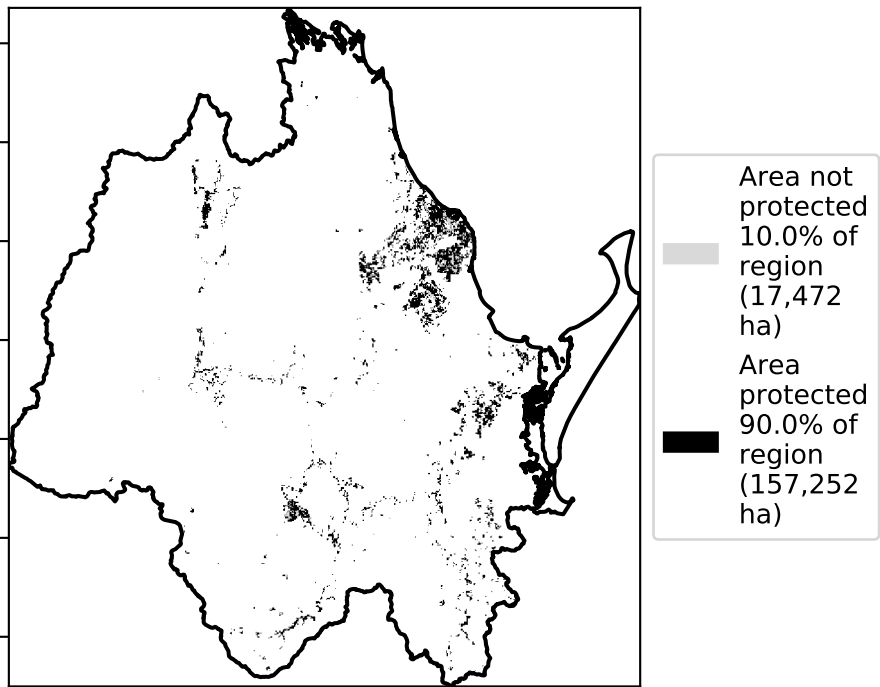 Area not
protected
10.0% of
region
(17,472
ha)
Area
protected
90.0% of
region
(157,252
ha)